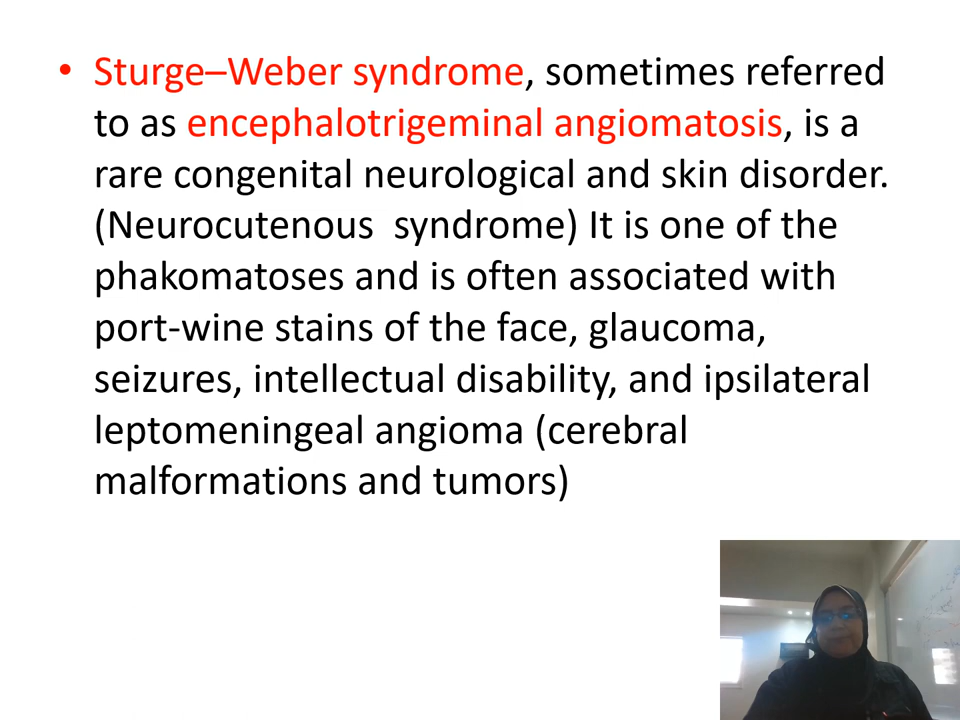 • Sturge–Weber syndrome, sometimes referred
to as encephalotrigeminal angiomatosis, is a
rare congenital neurological and skin disorder.
(Neurocutenous  syndrome) It is one of the
phakomatoses and is often associated with
port-wine stains of the face, glaucoma,
seizures, intellectual disability, and ipsilateral
leptomeningeal angioma (cerebral
malformations and tumors)